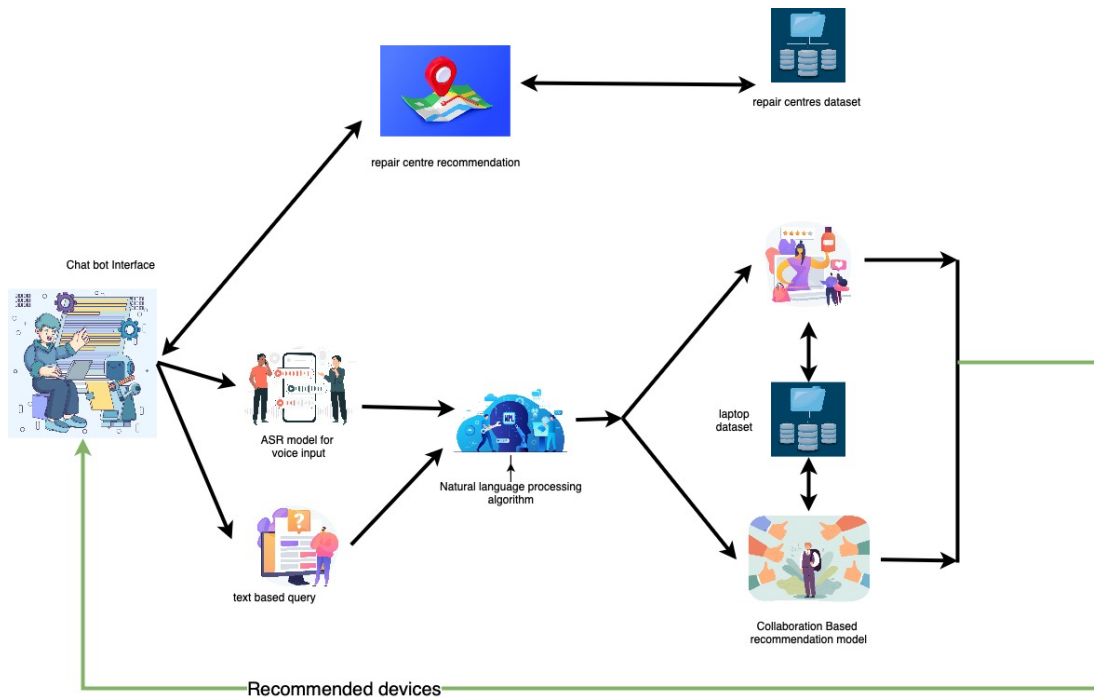 repair centres dataset
repair centre recommendation
Chat bot Interface
laptop
dataset
ASR model for
voice input
Natural language processing
algorithm
text based query
Collaboration Based
recommendation model
Recommended devices